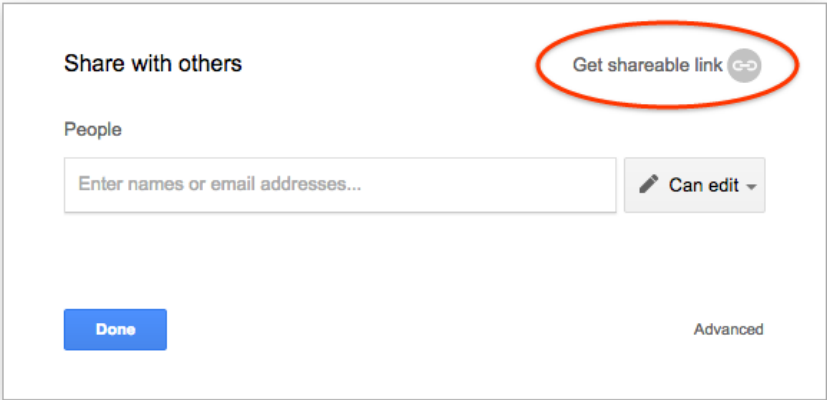 Share with others
Get shareable link
People
Enter names or email addresses...
Can edit
Done
Advanced